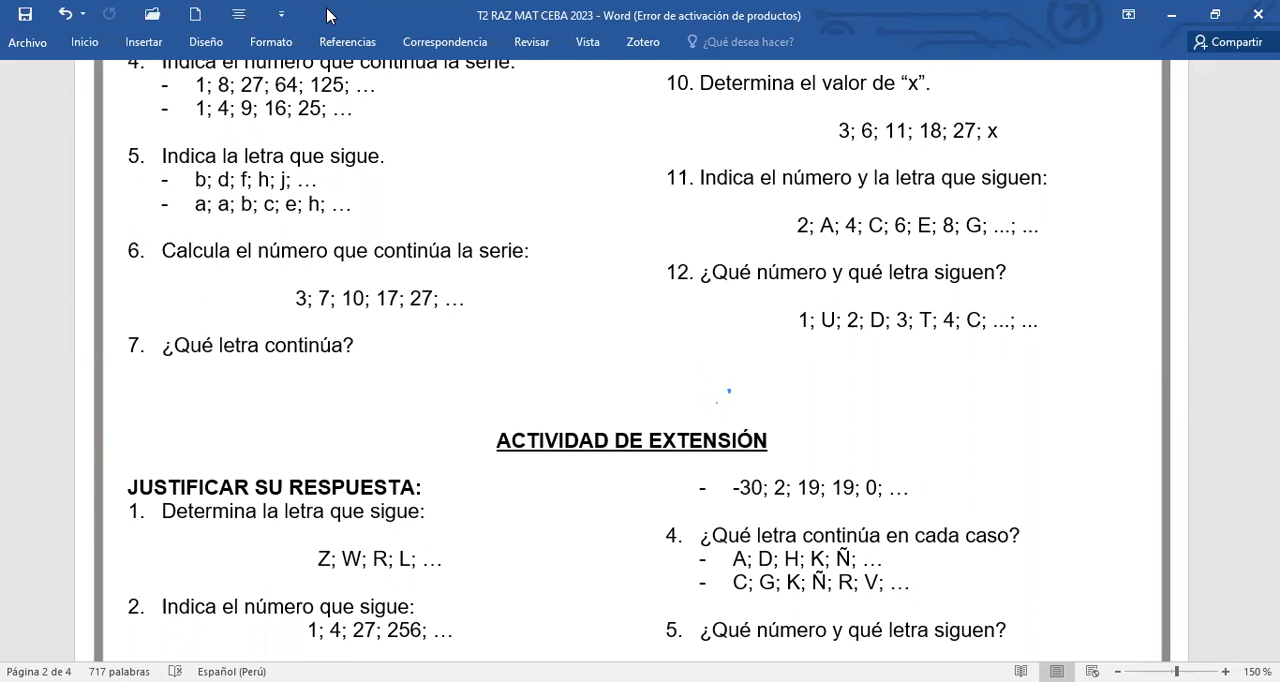 T2 RAZ MAT CEBA 2023 - Word (Error de activación de productos)
Archivo Inicio Insertar Diseño Formato Referencias Correspondencia Revisar Vista Zotero ¿Qué desea hacer? Compartir
4. Indica el número que continúa la serie:
- 1; 8; 27; 64; 125; …
- 1; 4; 9; 16; 25; …
5. Indica la letra que sigue.
- b; d; f; h; j; …
- a; a; b; c; e; h; …
6. Calcula el número que continúa la serie:
3; 7; 10; 17; 27; …
7. ¿Qué letra continúa?
10. Determina el valor de “x”.
3; 6; 11; 18; 27; x
11. Indica el número y la letra que siguen:
2; A; 4; C; 6; E; 8; G; ...; ...
12. ¿Qué número y qué letra siguen?
1; U; 2; D; 3; T; 4; C; ...; ...
ACTIVIDAD DE EXTENSIÓN
JUSTIFICAR SU RESPUESTA:
1. Determina la letra que sigue:
Z; W; R; L; …
2. Indica el número que sigue:
1; 4; 27; 256; …
- -30; 2; 19; 19; 0; …
4. ¿Qué letra continúa en cada caso?
- A; D; H; K; Ñ; …
- C; G; K; Ñ; R; V; …
5. ¿Qué número y qué letra siguen?
Página 2 de 4 717 palabras Español (Perú) 150 %